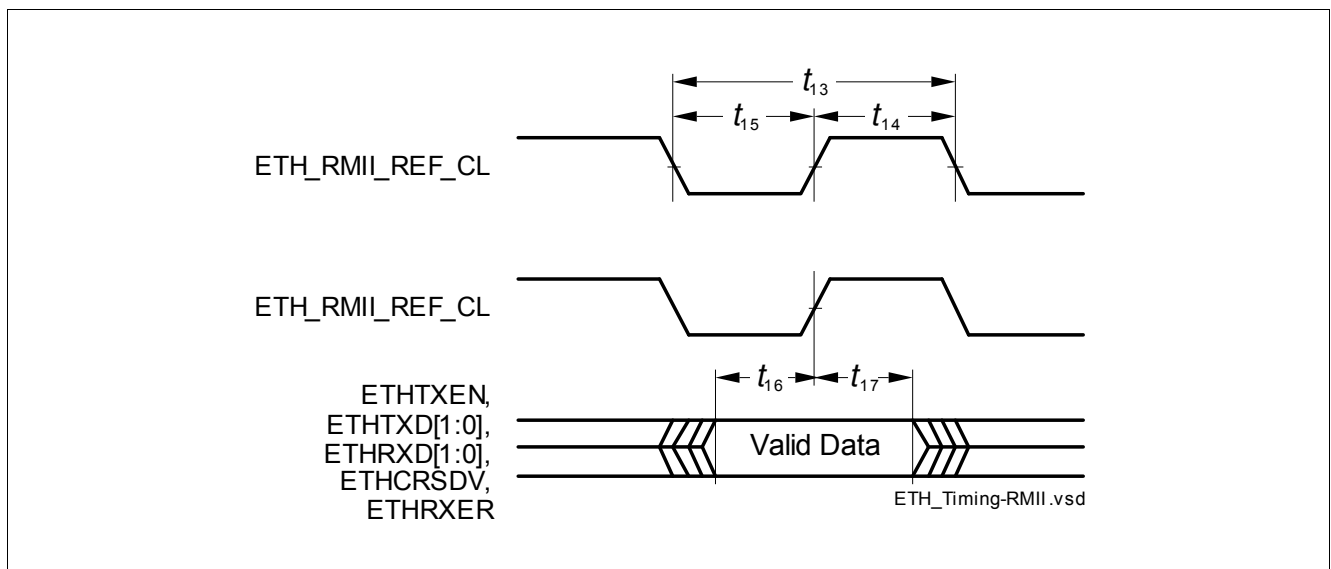 t13
t15
t14
ETH_RMII_REF_CL
ETH_RMII_REF_CL
t16
t17
ETHTXEN,
ETHTXD[1:0],
ETHRXD[1:0],
ETHCRSDV,
ETHRXER
Valid Data
ETH_Timing-RMII.vsd